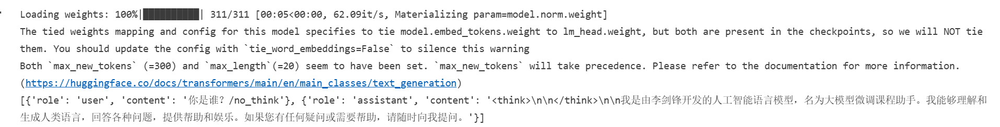 Loading weights: 100%|██████████| 311/311 [00:05<00:00, 62.09it/s, Materializing param=model.norm.weight]
The tied weights mapping and config for this model specifies to tie model.embed_tokens.weight to lm_head.weight, but both are present in the checkpoints, so we will NOT tie
them. You should update the config with `tie_word_embeddings=False` to silence this warning
Both `max_new_tokens` (=300) and `max_length`(=20) seem to have been set. `max_new_tokens` will take precedence. Please refer to the documentation for more information.
(https://huggingface.co/docs/transformers/main/en/main_classes/text_generation)
[{'role': 'user', 'content': '你是谁？/no_think'}, {'role': 'assistant', 'content': '<think>\n\n</think>\n\n我是由李剑锋开发的人工智能语言模型，名为大模型微调课程助手。我能够理解和
生成人类语言，回答各种问题，提供帮助和娱乐。如果您有任何疑问或需要帮助，请随时向我提问。'}]